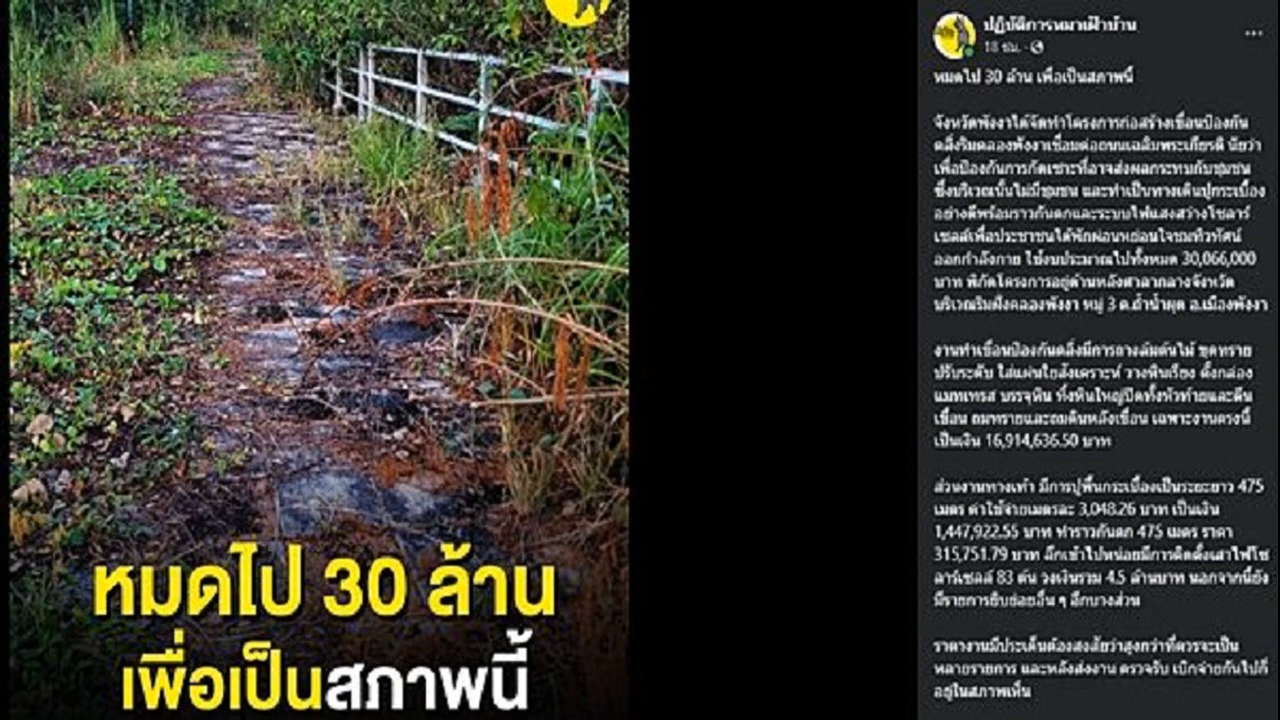 หมดไป 30 ล้าน
เพื่อเป็นสภาพนี้
ปฏิบัติการหมาเฝ้าบ้าน
18 ชม.
หมดไป 30 ล้าน เพื่อเป็นสภาพนี้
จังหวัดพังงาได้จัดทำโครงการก่อสร้างเขื่อนป้องกัน
ตลิ่งริมคลองพังงาเชื่อมต่อถนนเฉลิมพระเกียรติ นัยว่า
เพื่อป้องกันการกัดเซาะที่อาจส่งผลกระทบกับชุมชน
ซึ่งบริเวณนั้นไม่มีชุมชน และทำเป็นทางเดินปูกระเบื้อง
อย่างดีพร้อมราวกันตกและระบบไฟแสงสว่างโซลาร์
เซลล์เพื่อประชาชนได้พักผ่อนหย่อนใจชมทิวทัศน์
ออกกำลังกาย ใช้งบประมาณไปทั้งหมด 30,066,000
บาท พิกัดโครงการอยู่ด้านหลังศาลากลางจังหวัด
บริเวณริมฝั่งคลองพังงา หมู่ 3 ต.ถ้ำน้ำผุด อ.เมืองพังงา
งานทำเขื่อนป้องกันตลิ่งมีการถางล้มต้นไม้ ขุดทราย
ปรับระดับ ใส่แผ่นใยสังเคราะห์ วางหินเรียง ตั้งกล่อง
แมทเทรส บรรจุหิน ทิ้งหินใหญ่ปิดทั้งหัวท้ายและตีน
เขื่อน ถมทรายและถมดินหลังเขื่อน เฉพาะงานตรงนี้
เป็นเงิน 16,914,636.50 บาท
ส่วนงานทางเท้า มีการปูพื้นกระเบื้องเป็นระยะยาว 475
เมตร ค่าใช้จ่ายเมตรละ 3,048.26 บาท เป็นเงิน
1,447,922.55 บาท ทำราวกันตก 475 เมตร ราคา
315,751.79 บาท ลึกเข้าไปหน่อยมีการติดตั้งเสาไฟโซ
ลาร์เซลล์ 83 ต้น วงเงินรวม 4.5 ล้านบาท นอกจากนี้ยัง
มีรายการยิบย่อยอื่น ๆ อีกบางส่วน
ราคางานมีประเด็นต้องสงสัยว่าสูงกว่าที่ควรจะเป็น
หลายรายการ และหลังส่งงาน ตรวจรับ เบิกจ่ายกันไปก็
อยู่ในสภาพเห็น